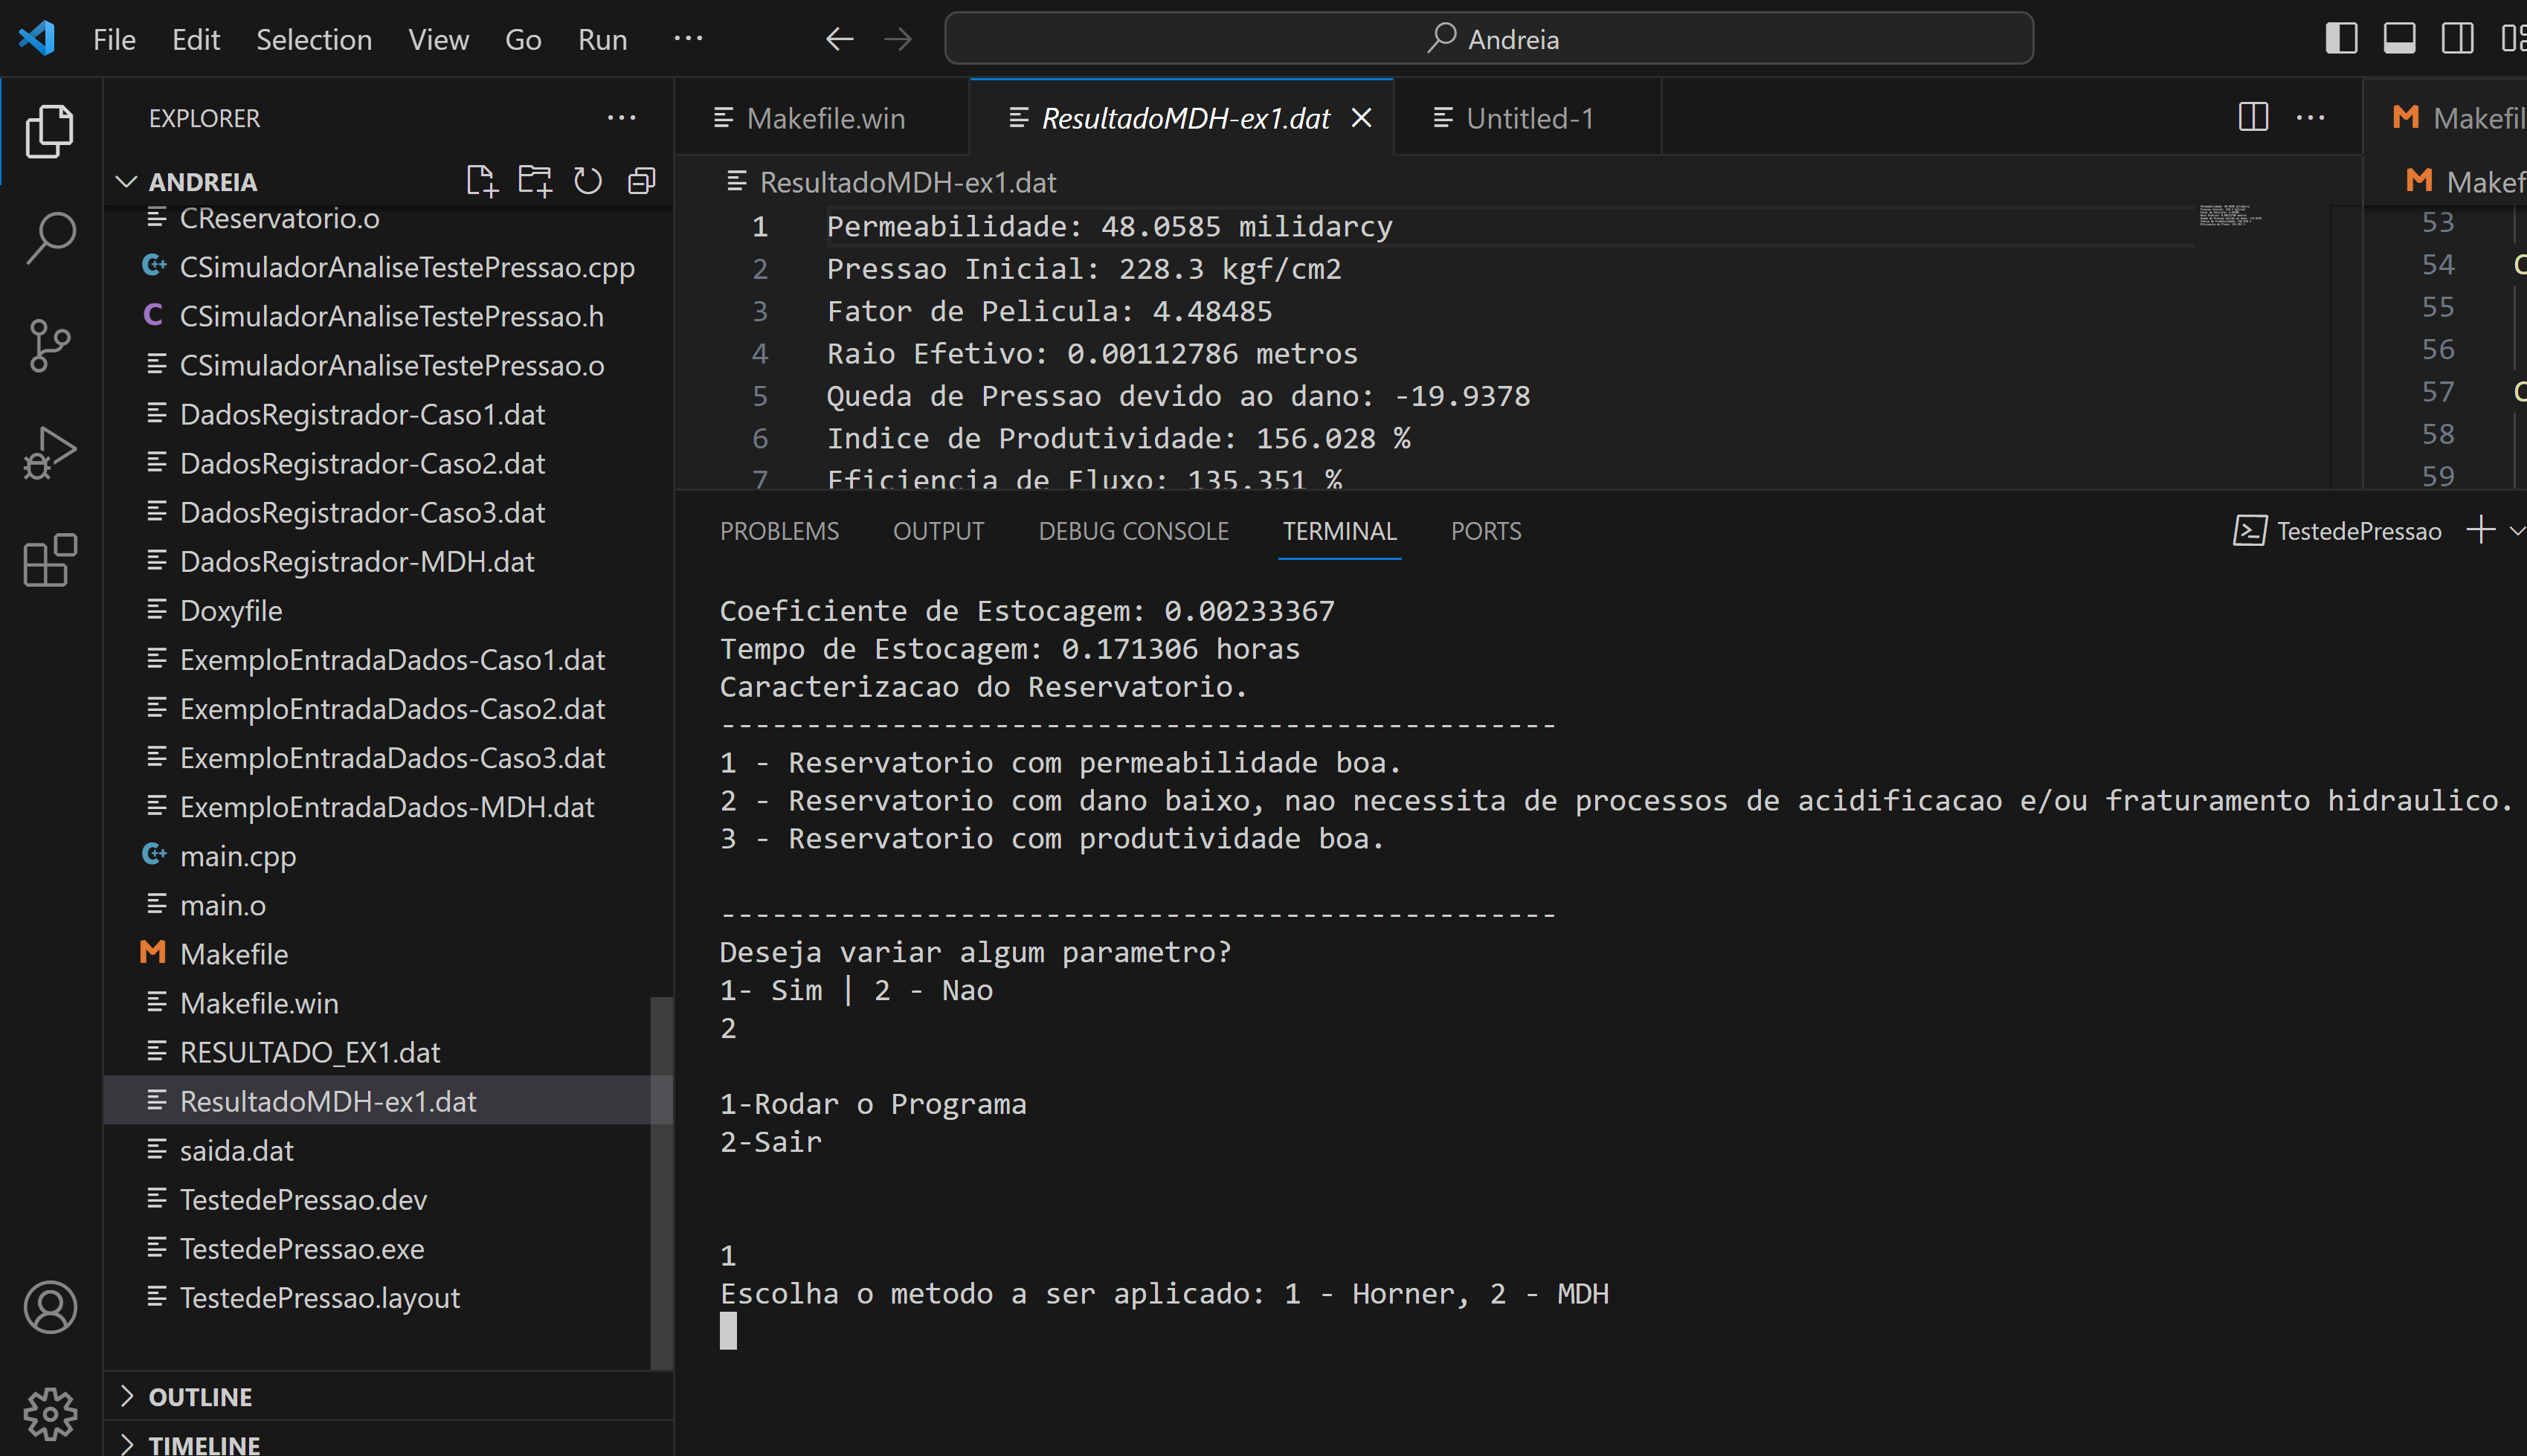 File Edit Selection View Go Run ··· Andreia
EXPLORER ···
ANDREIA
CReservatorio.o
CSimuladorAnaliseTestePressao.cpp
CSimuladorAnaliseTestePressao.h
CSimuladorAnaliseTestePressao.o
DadosRegistrador-Caso1.dat
DadosRegistrador-Caso2.dat
DadosRegistrador-Caso3.dat
DadosRegistrador-MDH.dat
Doxyfile
ExemploEntradaDados-Caso1.dat
ExemploEntradaDados-Caso2.dat
ExemploEntradaDados-Caso3.dat
ExemploEntradaDados-MDH.dat
main.cpp
main.o
Makefile
Makefile.win
RESULTADO_EX1.dat
ResultadoMDH-ex1.dat
saida.dat
TestedePressao.dev
TestedePressao.exe
TestedePressao.layout
OUTLINE
TIMELINE
Makefile.win ResultadoMDH-ex1.dat Untitled-1
ResultadoMDH-ex1.dat
1 Permeabilidade: 48.0585 milidarcy
2 Pressao Inicial: 228.3 kgf/cm2
3 Fator de Pelicula: 4.48485
4 Raio Efetivo: 0.00112786 metros
5 Queda de Pressao devido ao dano: -19.9378
6 Indice de Produtividade: 156.028 %
7 Eficiencia de Fluxo: 135.351 %
Makefil
Makef
53
54
55
56
57
58
59
PROBLEMS OUTPUT DEBUG CONSOLE TERMINAL PORTS TestedePressao
Coeficiente de Estocagem: 0.00233367
Tempo de Estocagem: 0.171306 horas
Caracterizacao do Reservatorio.
-------------------------------------------------
1 - Reservatorio com permeabilidade boa.
2 - Reservatorio com dano baixo, nao necessita de processos de acidificacao e/ou fraturamento hidraulico.
3 - Reservatorio com produtividade boa.
-------------------------------------------------
Deseja variar algum parametro?
1- Sim | 2 - Nao
2
1-Rodar o Programa
2-Sair
1
Escolha o metodo a ser aplicado: 1 - Horner, 2 - MDH